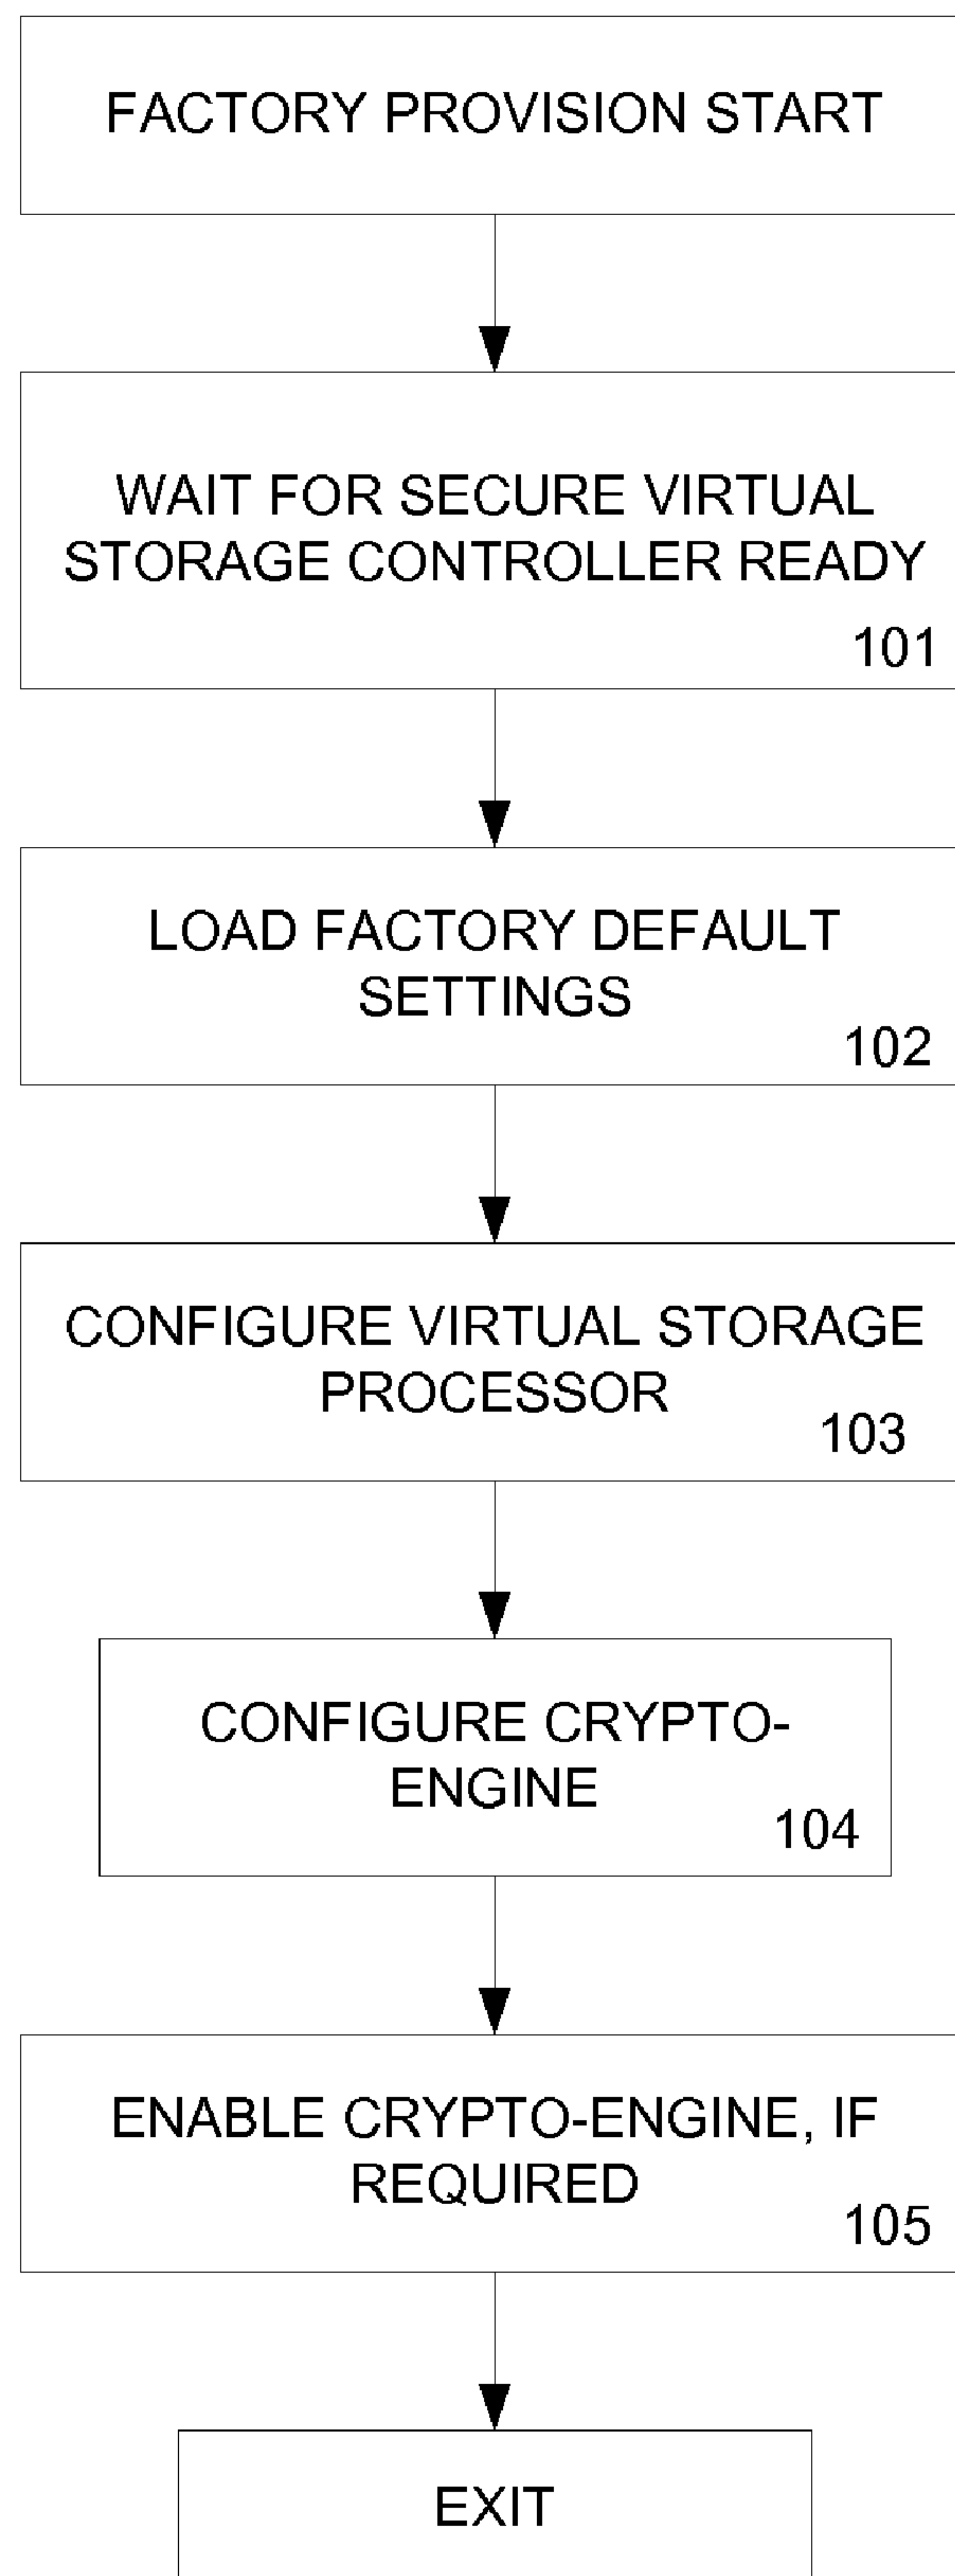 FACTORY PROVISION START
WAIT FOR SECURE VIRTUAL
STORAGE CONTROLLER READY
101
LOAD FACTORY DEFAULT
SETTINGS
102
CONFIGURE VIRTUAL STORAGE
PROCESSOR
103
CONFIGURE CRYPTO-
ENGINE
104
ENABLE CRYPTO-ENGINE, IF
REQUIRED
105
EXIT